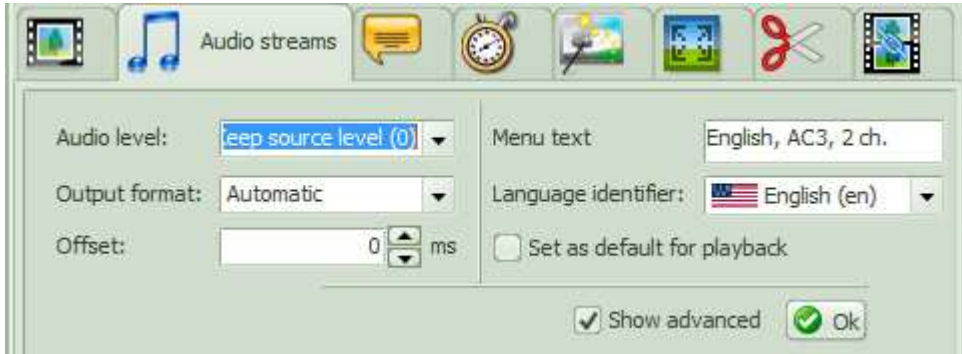 Audio streams
Audio level: eep source level (0) Menu text English, AC3, 2 ch.
Output format: Automatic Language identifier: English (en)
Offset: 0 ms Set as default for playback
Show advanced Ok